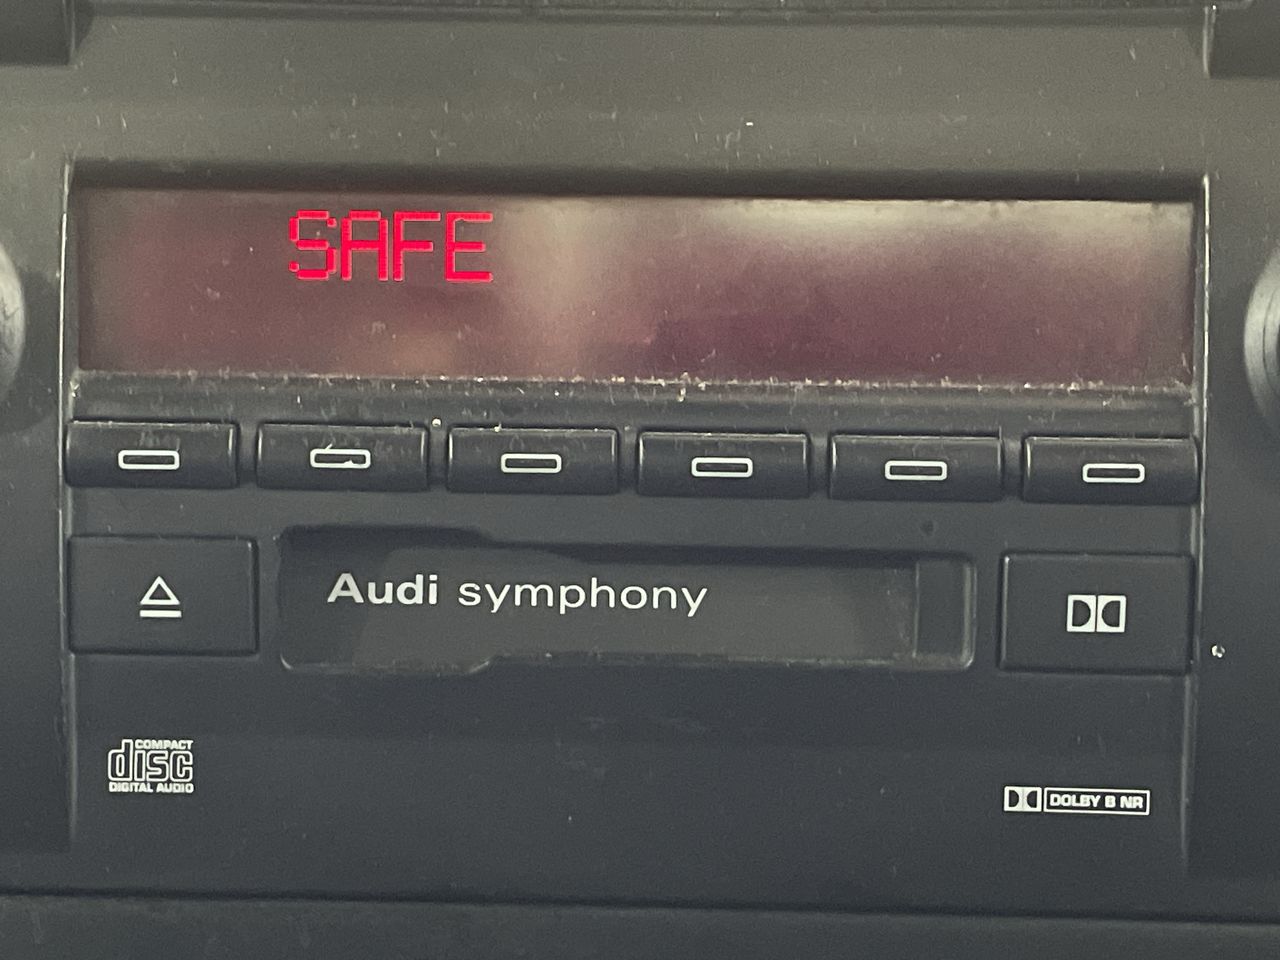 SAFE
Audi symphony
COMPACT
disc
DIGITAL AUDIO
DOLBY B NR